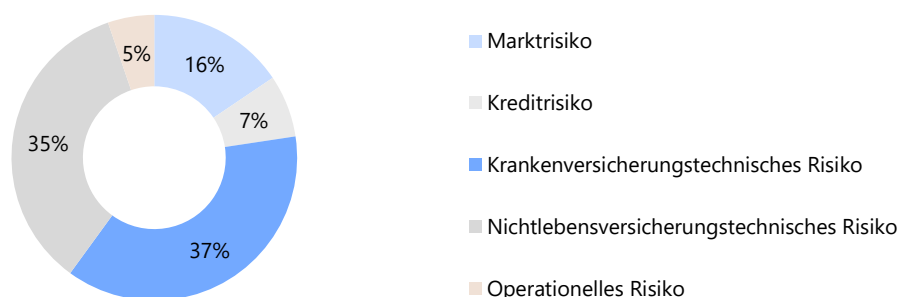 5%
16%
7%
35%
37%
Marktrisiko
Kreditrisiko
Krankenversicherungstechnisches Risiko
Nichtlebensversicherungstechnisches Risiko
Operationelles Risiko